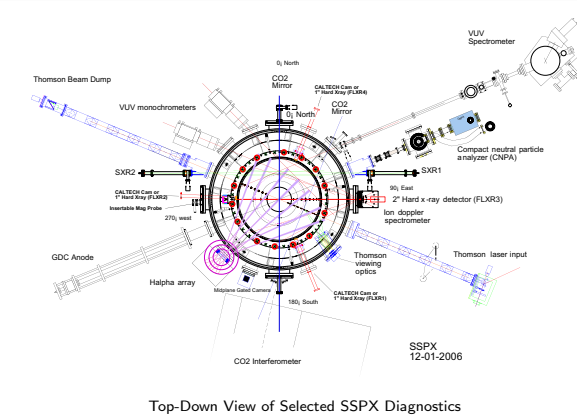 VUV
Spectrometer
0¿ North
Thomson Beam Dump
CO2
Mirror
CALTECH Cam or
1" Hard Xray (FLXR4)
VUV monochrometers
CO2
Mirror
0¿ North
Compact neutral particle
analyzer (CNPA)
SXR2
SXR1
CALTECH Cam or
1" Hard Xray (FLXR2)
90¿ East
2" Hard x -ray detector (FLXR3)
Insertable Mag Probe
Ion doppler
spectrometer
270¿ west
GDC Anode
Thomson
viewing
optics
Thomson laser input
Halpha array
Midplane Gated Camera
CALTECH Cam or
1" Hard Xray (FLXR1)
180¿ South
SSPX
12-01-2006
CO2 Interferometer
Top-Down View of Selected SSPX Diagnostics